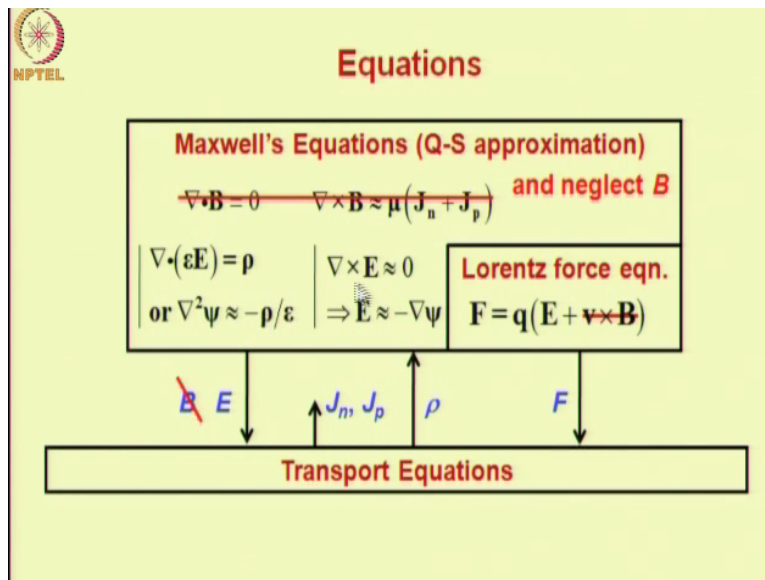 NPTEL
Equations
Maxwell's Equations (Q-S approximation)
and neglect B
∇•B = 0 ∇×B ≈ μ(Jₙ + Jₚ)
∇•(εE) = ρ ∇×E ≈ 0
or ∇²ψ ≈ −ρ/ε ⇒ E ≈ −∇ψ
Lorentz force eqn.
F = q(E + v×B)
B E Jₙ, Jₚ ρ F
Transport Equations